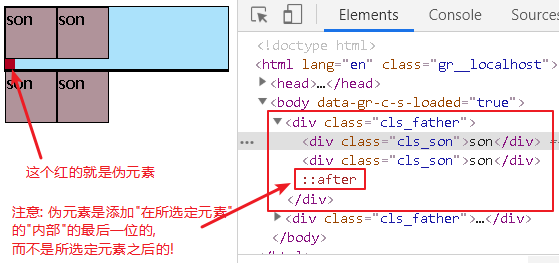 son son
son son
这个红的就是伪元素
注意: 伪元素是添加"在所选定元素"
的"内部"的最后一位的,
而不是所选定元素之后的!
Elements Console Sources
<!doctype html>
<html lang="en" class="gr__localhost">
▶<head>…</head>
▼<body data-gr-c-s-loaded="true">
▼<div class="cls_father">
… <div class="cls_son">son</div> =
<div class="cls_son">son</div>
::after
</div>
▶<div class="cls_father">…</div>
</body>
</html>